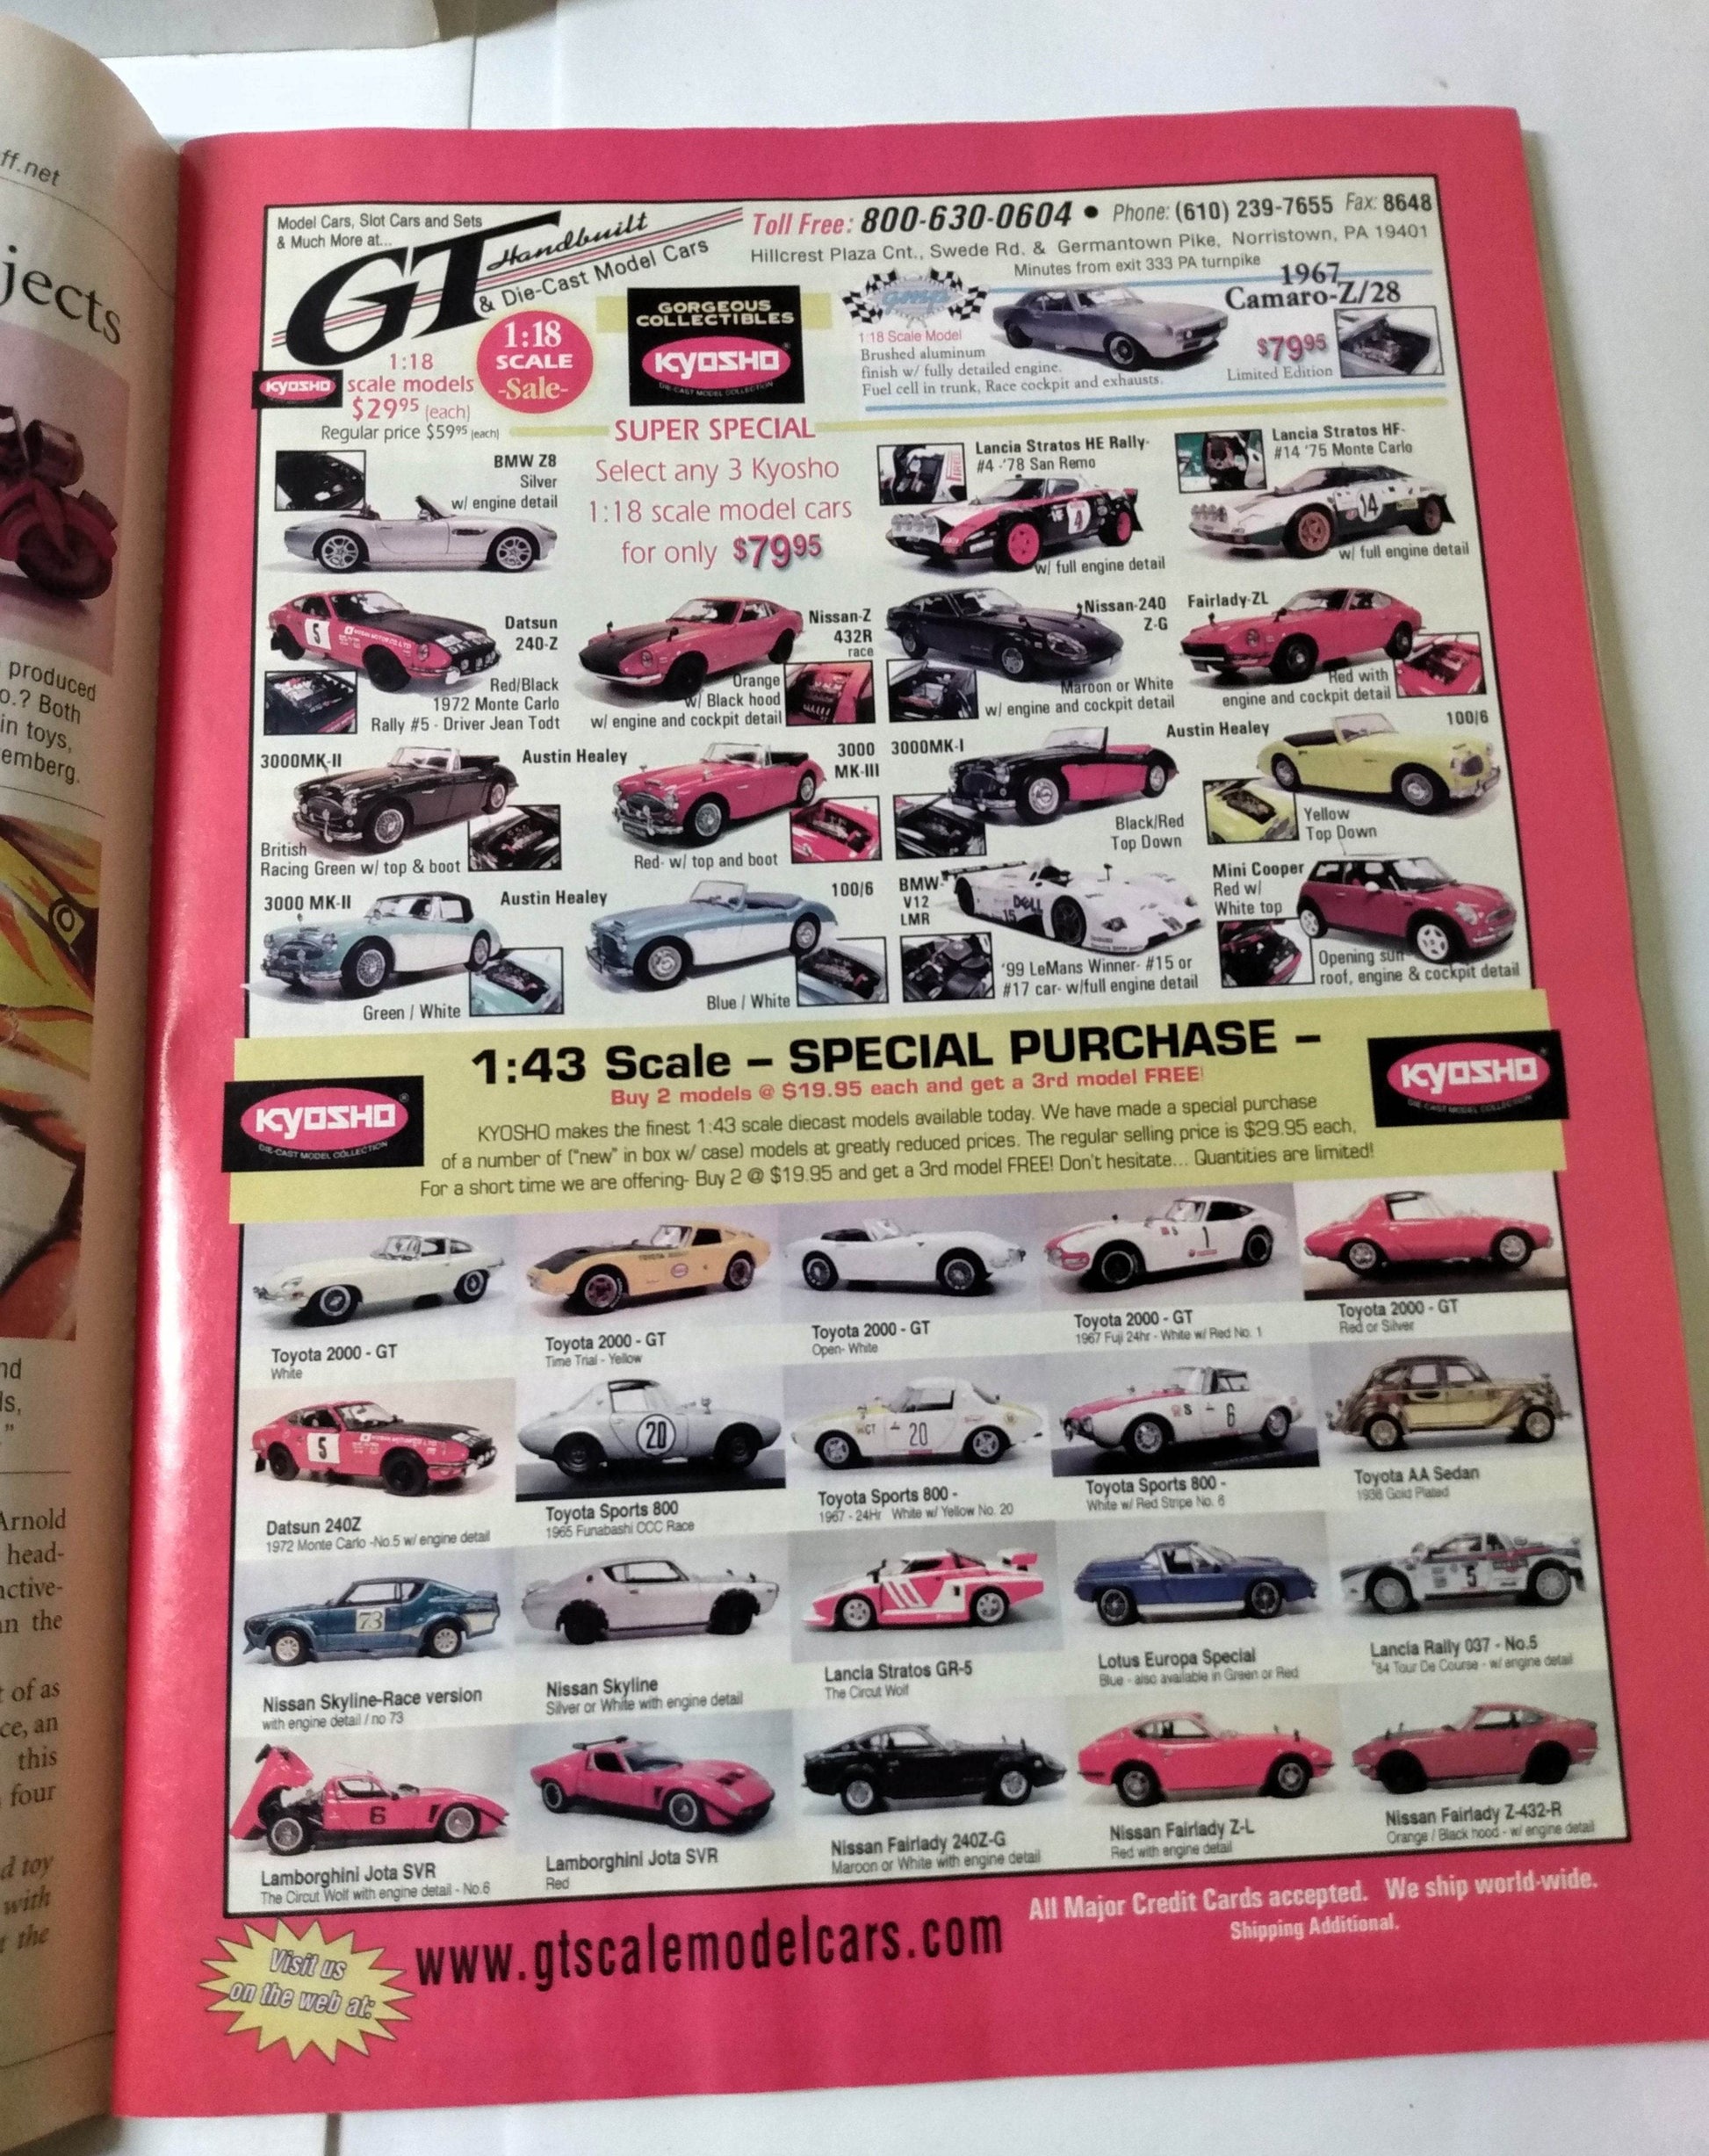 ff.net
jects
produced
o.? Both
in toys,
emberg.
nd
ls,
”
Arnold
head-
active-
an the
t of as
ce, an
this
four
d toy
with
t the
Model Cars, Slot Cars and Sets
& Much More at...
GT Handbuilt
& Die-Cast Model Cars
Toll Free: 800-630-0604 • Phone: (610) 239-7655 Fax: 8648
Hillcrest Plaza Cnt., Swede Rd. & Germantown Pike, Norristown, PA 19401
Minutes from exit 333 PA turnpike
1:18
SCALE
-Sale-
KYOSHO
1:18
scale models
$29.95 (each)
Regular price $59.95 (each)
GORGEOUS
COLLECTIBLES
KYOSHO
DIE-CAST MODEL COLLECTION
gmp
1:18 Scale Model
Brushed aluminum
finish w/ fully detailed engine.
Fuel cell in trunk, Race cockpit and exhausts.
1967
Camaro-Z/28
$79.95
Limited Edition
SUPER SPECIAL
Select any 3 Kyosho
1:18 scale model cars
for only $79.95
BMW Z8
Silver
w/ engine detail
Lancia Stratos HE Rally-
#4 -'78 San Remo
4
w/ full engine detail
Lancia Stratos HF-
#14 '75 Monte Carlo
14
w/ full engine detail
5
Datsun
240-Z
Red/Black
1972 Monte Carlo
Rally #5 - Driver Jean Todt
Nissan-Z
432R
race
Orange
w/ Black hood
w/ engine and cockpit detail
Nissan-240
Z-G
Maroon or White
w/ engine and cockpit detail
Fairlady-ZL
Red with
engine and cockpit detail
3000MK-II
Austin Healey
British
Racing Green w/ top & boot
3000
MK-III
Red- w/ top and boot
3000MK-I
Black/Red
Top Down
Austin Healey
100/6
Yellow
Top Down
3000 MK-II
Austin Healey
Green / White
100/6
Blue / White
BMW-
V12
LMR
DELL
15
'99 LeMans Winner- #15 or
#17 car- w/full engine detail
Mini Cooper
Red w/
White top
Opening sun
roof, engine & cockpit detail
1:43 Scale – SPECIAL PURCHASE –
Buy 2 models @ $19.95 each and get a 3rd model FREE!
KYOSHO
DIE-CAST MODEL COLLECTION
KYOSHO
DIE-CAST MODEL COLLECTION
KYOSHO makes the finest 1:43 scale diecast models available today. We have made a special purchase
of a number of ("new" in box w/ case) models at greatly reduced prices. The regular selling price is $29.95 each,
For a short time we are offering- Buy 2 @ $19.95 and get a 3rd model FREE! Don't hesitate... Quantities are limited!
Toyota 2000 - GT
White
Toyota 2000 - GT
Time Trial - Yellow
Toyota 2000 - GT
Open- White
1
Toyota 2000 - GT
1967 Fuji 24hr - White w/ Red No. 1
Toyota 2000 - GT
Red or Silver
5
Datsun 240Z
1972 Monte Carlo -No.5 w/ engine detail
20
Toyota Sports 800
1965 Funabashi CCC Race
20
Toyota Sports 800 -
1967 - 24Hr White w/ Yellow No. 20
6
Toyota Sports 800 -
White w/ Red Stripe No. 6
Toyota AA Sedan
1936 Gold Plated
73
Nissan Skyline-Race version
with engine detail / no 73
Nissan Skyline
Silver or White with engine detail
Lancia Stratos GR-5
The Circut Wolf
Lotus Europa Special
Blue - also available in Green or Red
5
Lancia Rally 037 - No.5
'84 Tour De Course - w/ engine detail
6
Lamborghini Jota SVR
The Circut Wolf with engine detail - No.6
Lamborghini Jota SVR
Red
Nissan Fairlady 240Z-G
Maroon or White with engine detail
Nissan Fairlady Z-L
Red with engine detail
Nissan Fairlady Z-432-R
Orange / Black hood - w/ engine detail
Visit us
on the web at:
www.gtscalemodelcars.com
All Major Credit Cards accepted. We ship world-wide.
Shipping Additional.